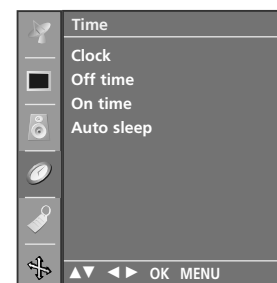 Time
Clock
Off time
On time
Auto sleep
▲▼ ◄► OK MENU